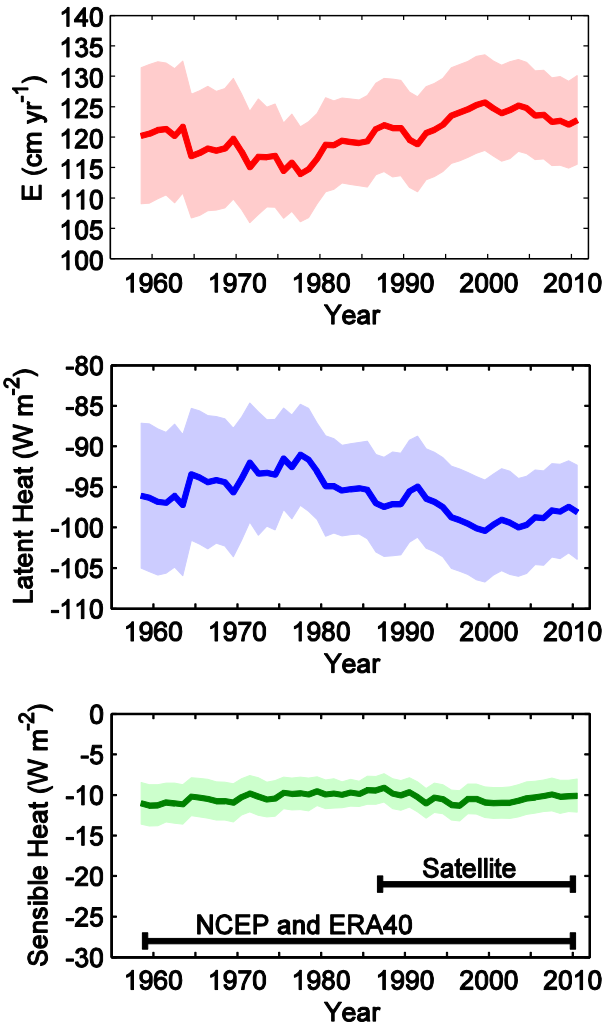 140
135
130
125
120
115
110
105
100
E (cm yr-1)
1960 1970 1980 1990 2000 2010
Year
-80
-85
-90
-95
-100
-105
-110
Latent Heat (W m-2)
1960 1970 1980 1990 2000 2010
Year
0
-5
-10
-15
-20
-25
-30
Sensible Heat (W m-2)
Satellite
NCEP and ERA40
1960 1970 1980 1990 2000 2010
Year